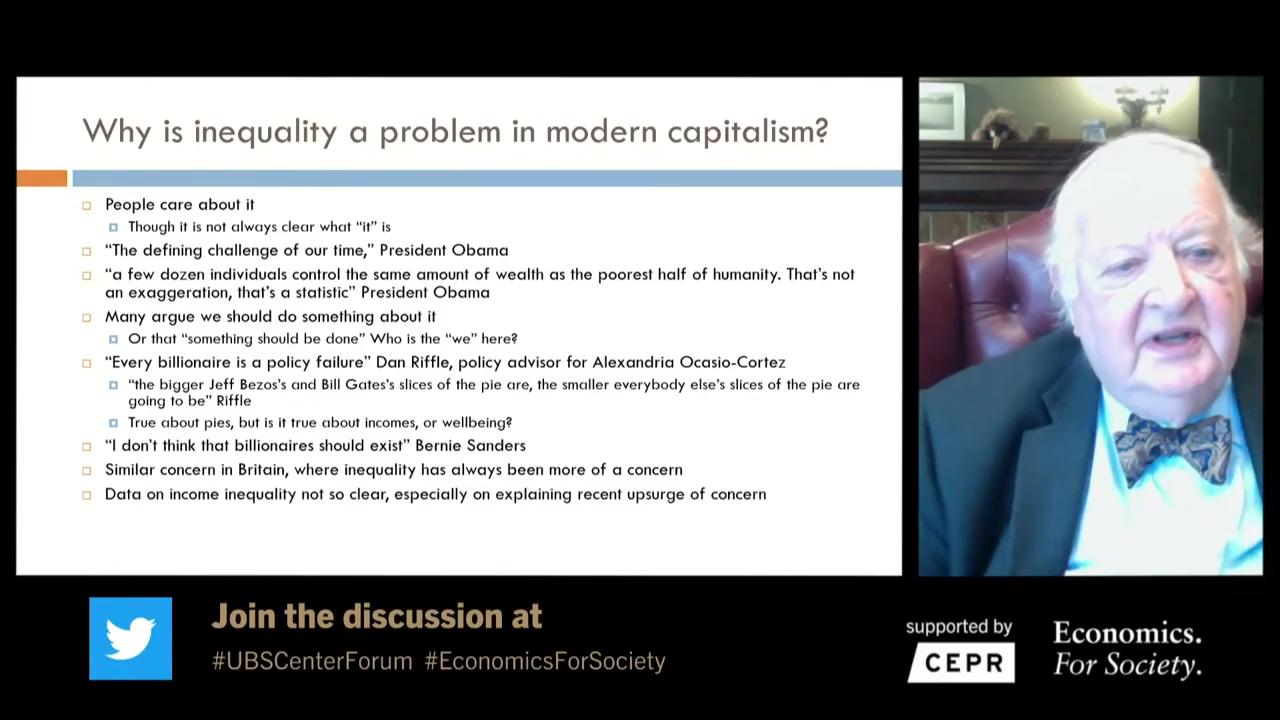 Why is inequality a problem in modern capitalism?
People care about it
Though it is not always clear what “it” is
“The defining challenge of our time,” President Obama
“a few dozen individuals control the same amount of wealth as the poorest half of humanity. That’s not
an exaggeration, that’s a statistic” President Obama
Many argue we should do something about it
Or that “something should be done” Who is the “we” here?
“Every billionaire is a policy failure” Dan Riffle, policy advisor for Alexandria Ocasio-Cortez
“the bigger Jeff Bezos’s and Bill Gates’s slices of the pie are, the smaller everybody else’s slices of the pie are
going to be” Riffle
True about pies, but is it true about incomes, or wellbeing?
“I don’t think that billionaires should exist” Bernie Sanders
Similar concern in Britain, where inequality has always been more of a concern
Data on income inequality not so clear, especially on explaining recent upsurge of concern
Join the discussion at
#UBSCenterForum #EconomicsForSociety
supported by
CEPR
Economics.
For Society.